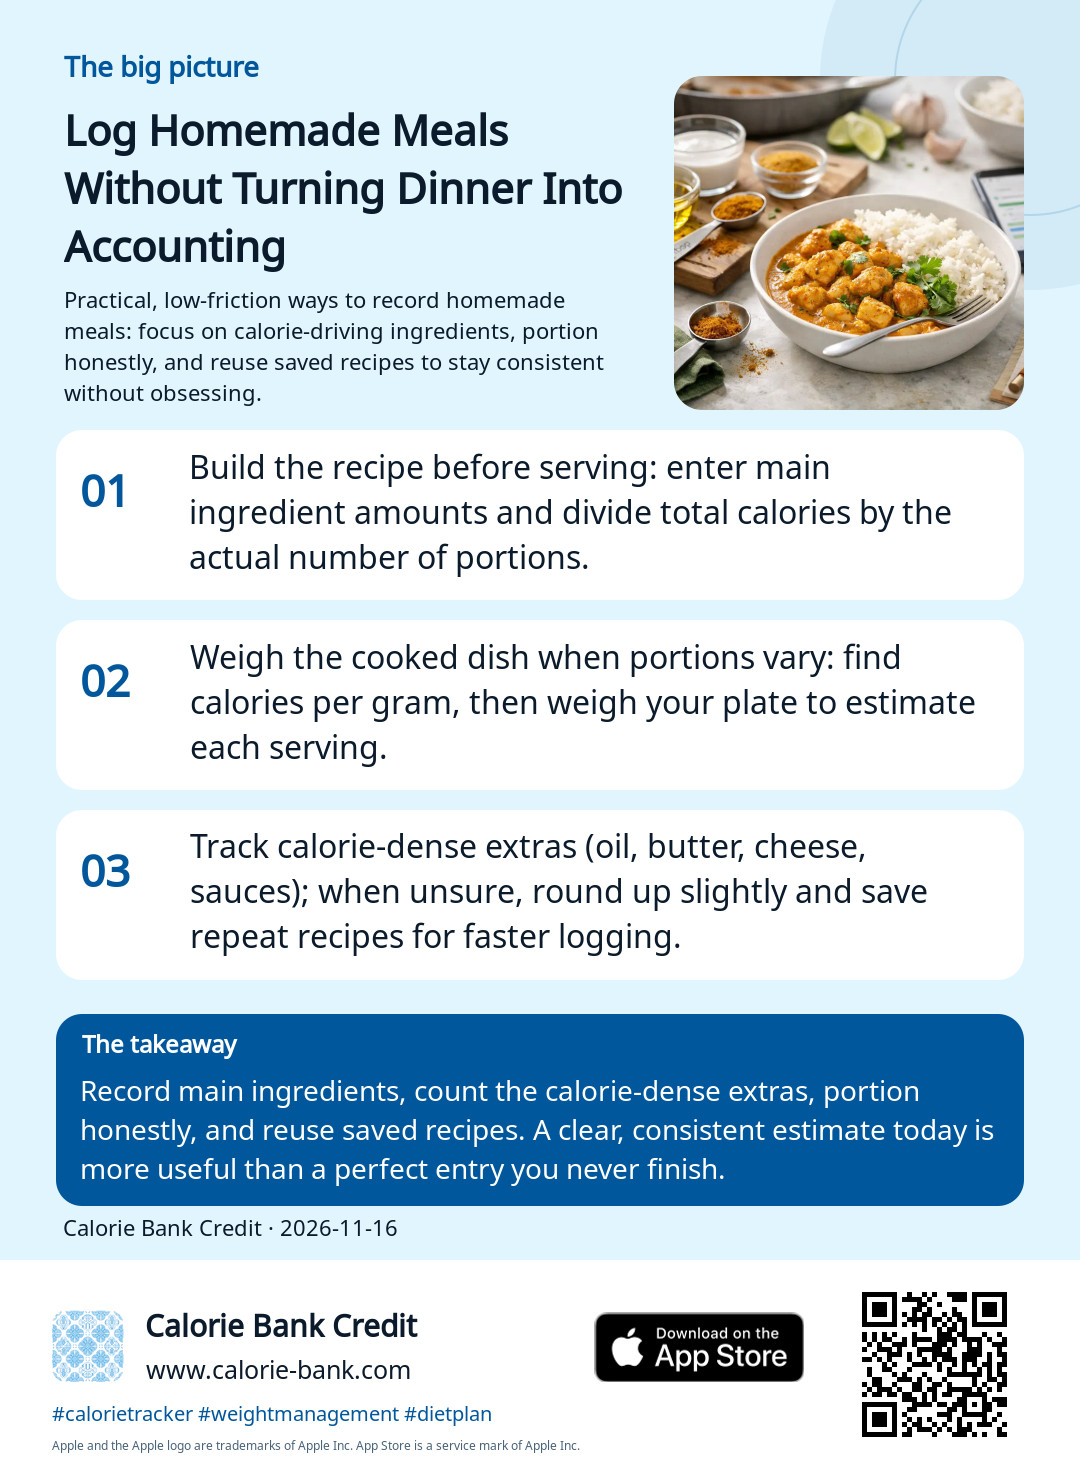 The big picture
Log Homemade Meals
Without Turning Dinner Into
Accounting
Practical, low-friction ways to record homemade
meals: focus on calorie-driving ingredients, portion
honestly, and reuse saved recipes to stay consistent
without obsessing.
01
Build the recipe before serving: enter main
ingredient amounts and divide total calories by the
actual number of portions.
02
Weigh the cooked dish when portions vary: find
calories per gram, then weigh your plate to estimate
each serving.
03
Track calorie-dense extras (oil, butter, cheese,
sauces); when unsure, round up slightly and save
repeat recipes for faster logging.
The takeaway
Record main ingredients, count the calorie-dense extras, portion
honestly, and reuse saved recipes. A clear, consistent estimate today is
more useful than a perfect entry you never finish.
Calorie Bank Credit · 2026-11-16
Calorie Bank Credit
www.calorie-bank.com
Download on the
App Store
#calorietracker #weightmanagement #dietplan
Apple and the Apple logo are trademarks of Apple Inc. App Store is a service mark of Apple Inc.